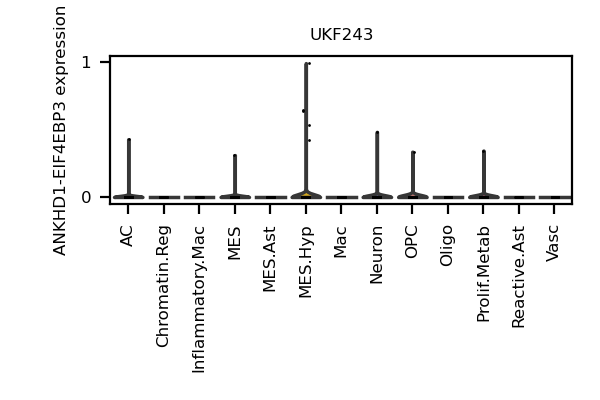 UKF243
ANKHD1-EIF4EBP3 expression
1
0
AC
Chromatin.Reg
Inflammatory.Mac
MES
MES.Ast
MES.Hyp
Mac
Neuron
OPC
Oligo
Prolif.Metab
Reactive.Ast
Vasc